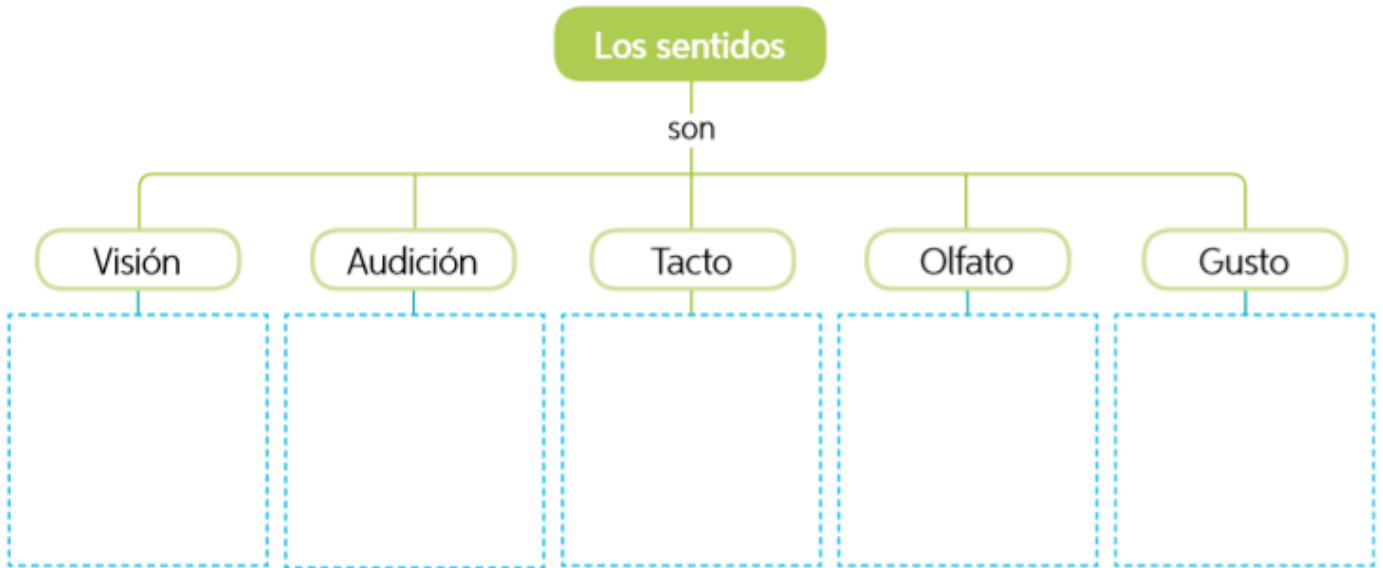 Los sentidos
son
Visión
Audición
Tacto
Olfato
Gusto